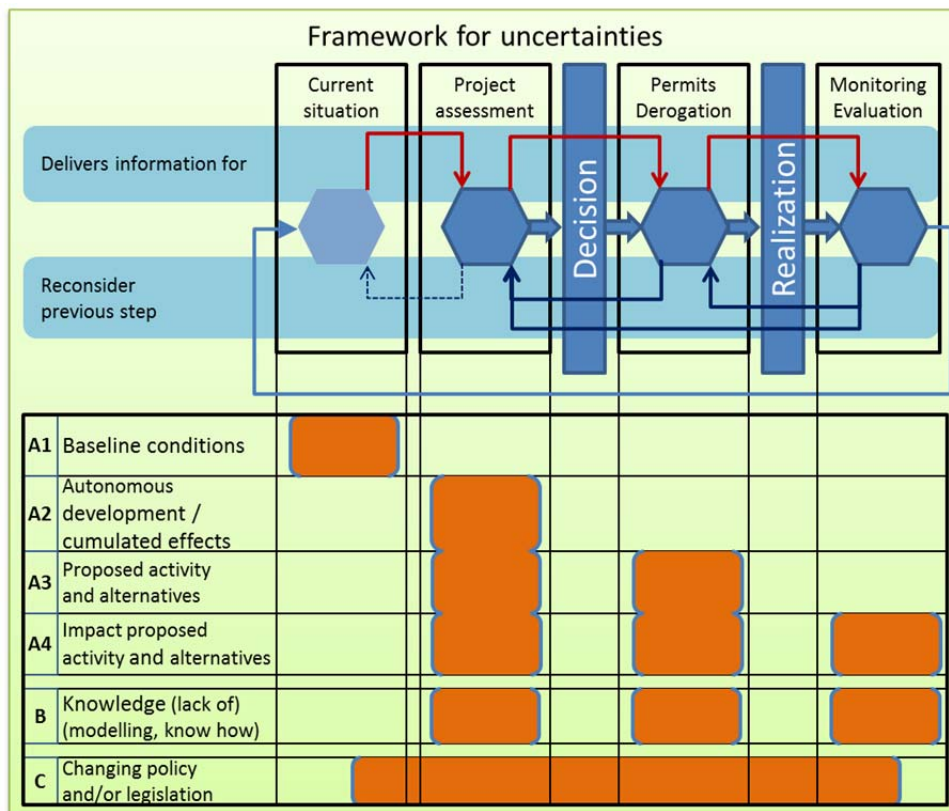 Framework for uncertainties
Current
situation
Project
assessment
Permits
Derogation
Monitoring
Evaluation
Delivers information for
Decision
Realization
Reconsider
previous step
A1 Baseline conditions
A2 Autonomous
development /
cumulated effects
A3 Proposed activity
and alternatives
A4 Impact proposed
activity and alternatives
B Knowledge (lack of)
(modelling, know how)
C Changing policy
and/or legislation